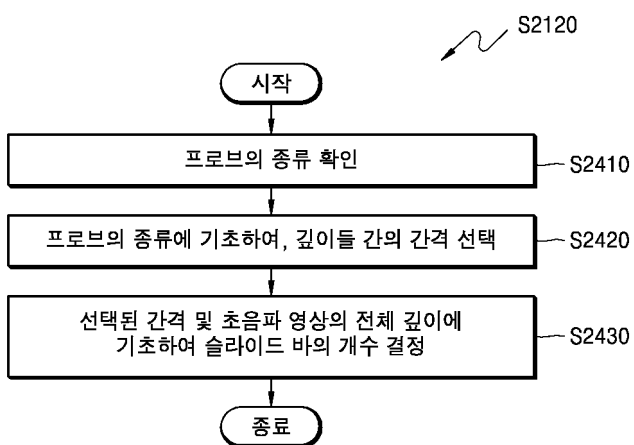 S2120
시작
프로브의 종류 확인
S2410
프로브의 종류에 기초하여, 깊이들 간의 간격 선택
S2420
선택된 간격 및 초음파 영상의 전체 깊이에
기초하여 슬라이드 바의 개수 결정
S2430
종료